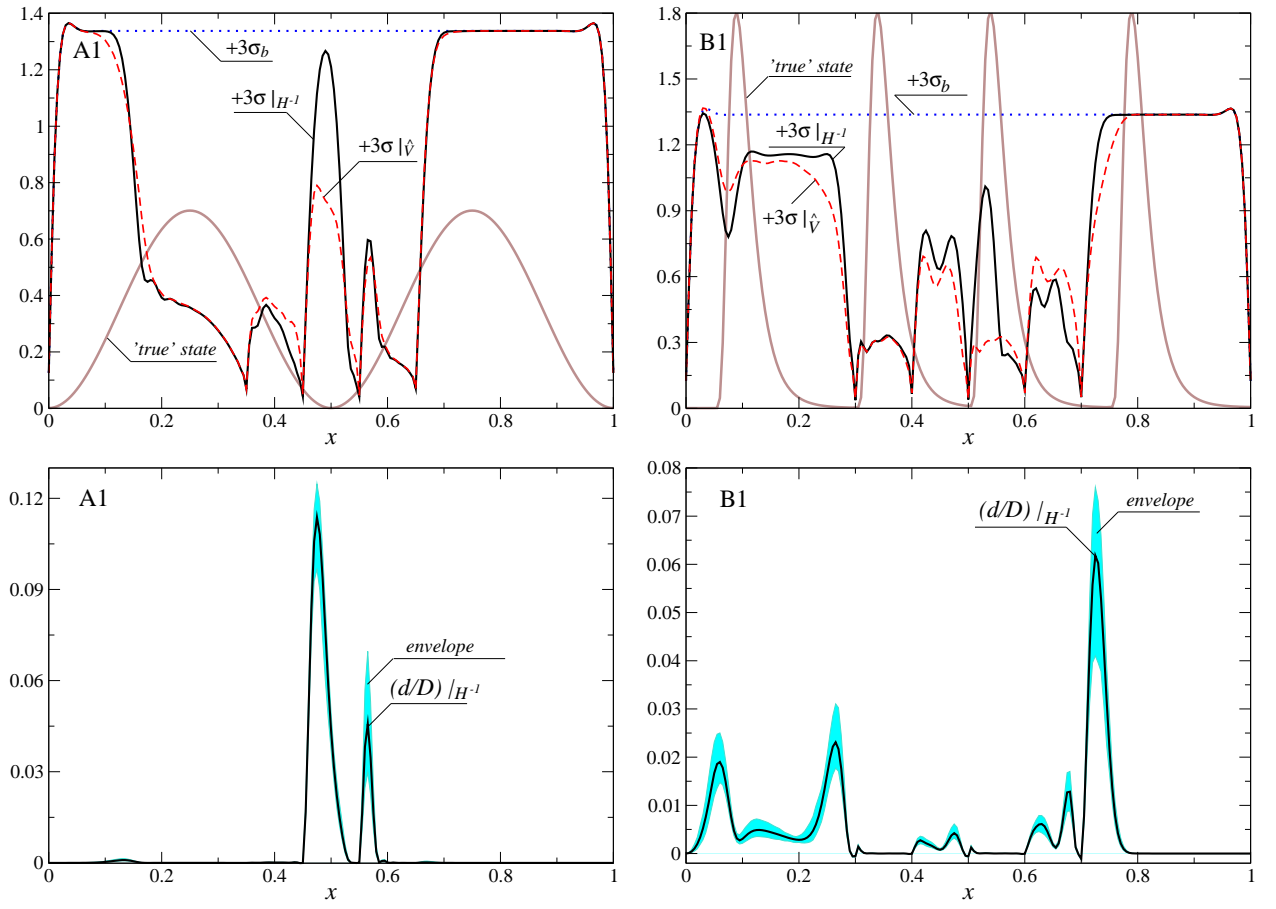 A1
+3σb
+3σ |H-1
+3σ |V̂
'true' state
0
0.2
0.4
0.6
0.8
1
1.2
1.4
0
0.2
0.4
0.6
0.8
1
x
B1
'true' state
+3σb
+3σ |H-1
+3σ |V̂
0
0.3
0.6
0.9
1.2
1.5
1.8
0
0.2
0.4
0.6
0.8
1
x
A1
envelope
(d/D) |H-1
0
0.03
0.06
0.09
0.12
0
0.2
0.4
0.6
0.8
1
x
B1
(d/D) |H-1
envelope
0
0.01
0.02
0.03
0.04
0.05
0.06
0.07
0.08
0
0.2
0.4
0.6
0.8
1
x